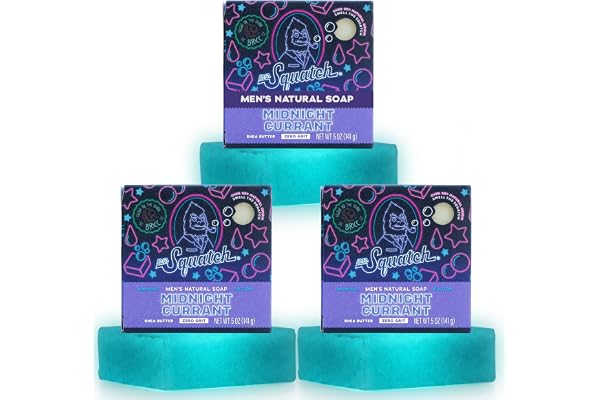 DR. Squatch®
MEN'S NATURAL SOAP
MIDNIGHT
CURRANT
SHEA BUTTER ZERO GRIT NET WT 5 OZ (141 g)
BRICC
DR. Squatch®
MEN'S NATURAL SOAP
MIDNIGHT
CURRANT
SHEA BUTTER ZERO GRIT NET WT 5 OZ (141 g)
BRICC
DR. Squatch®
MEN'S NATURAL SOAP
MIDNIGHT
CURRANT
SHEA BUTTER ZERO GRIT NET WT 5 OZ (141 g)